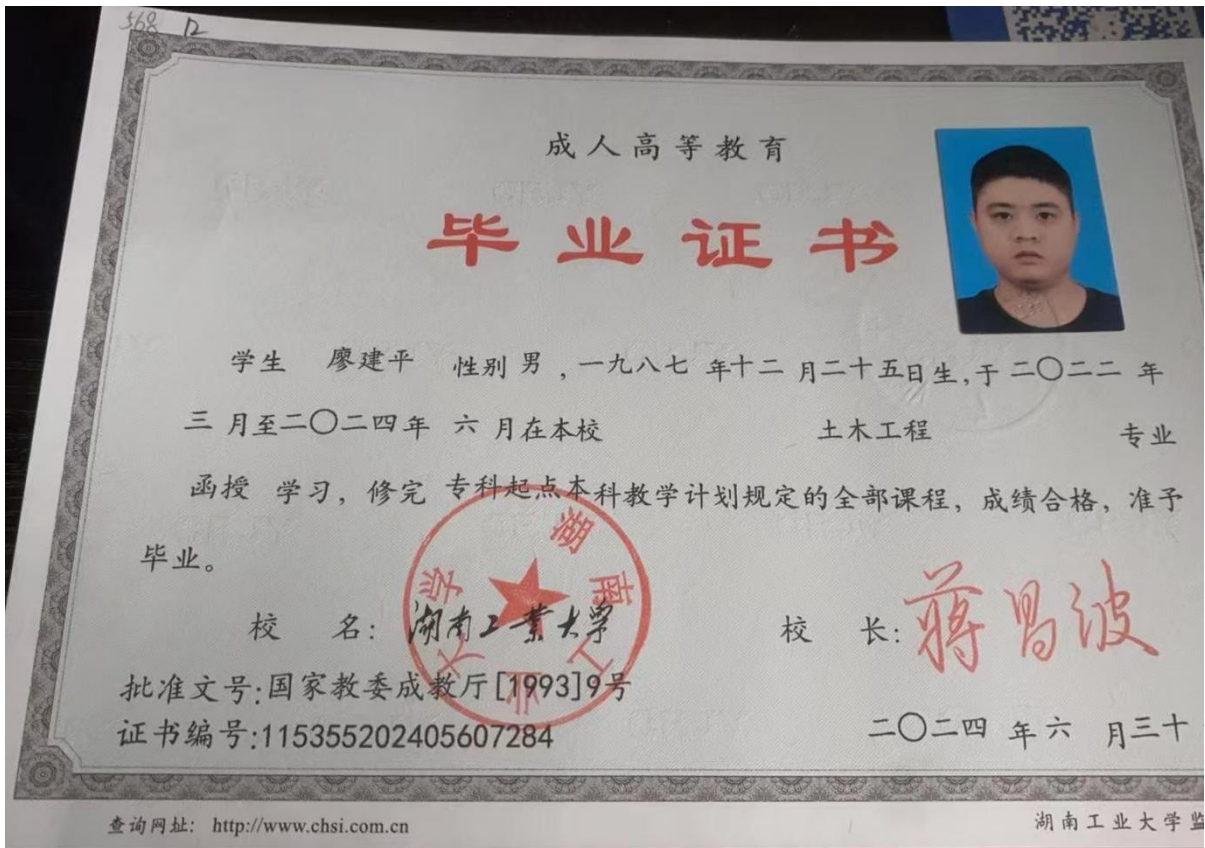 568
成人高等教育
毕业证书
学生 廖建平 性别 男 ,一九八七 年十二 月二十五日生,于二〇二二 年
三 月至二〇二四年 六 月在本校 土木工程 专业
函授 学习，修完 专科起点本科教学计划规定的全部课程，成绩合格，准予
毕业。
校 名：湖南工业大学 校 长：蒋昌波
湖南工业大学
批准文号:国家教委成教厅[1993]9号
证书编号:115355202405607284
二〇二四 年六 月三十
查询网址： http://www.chsi.com.cn
湖南工业大学监